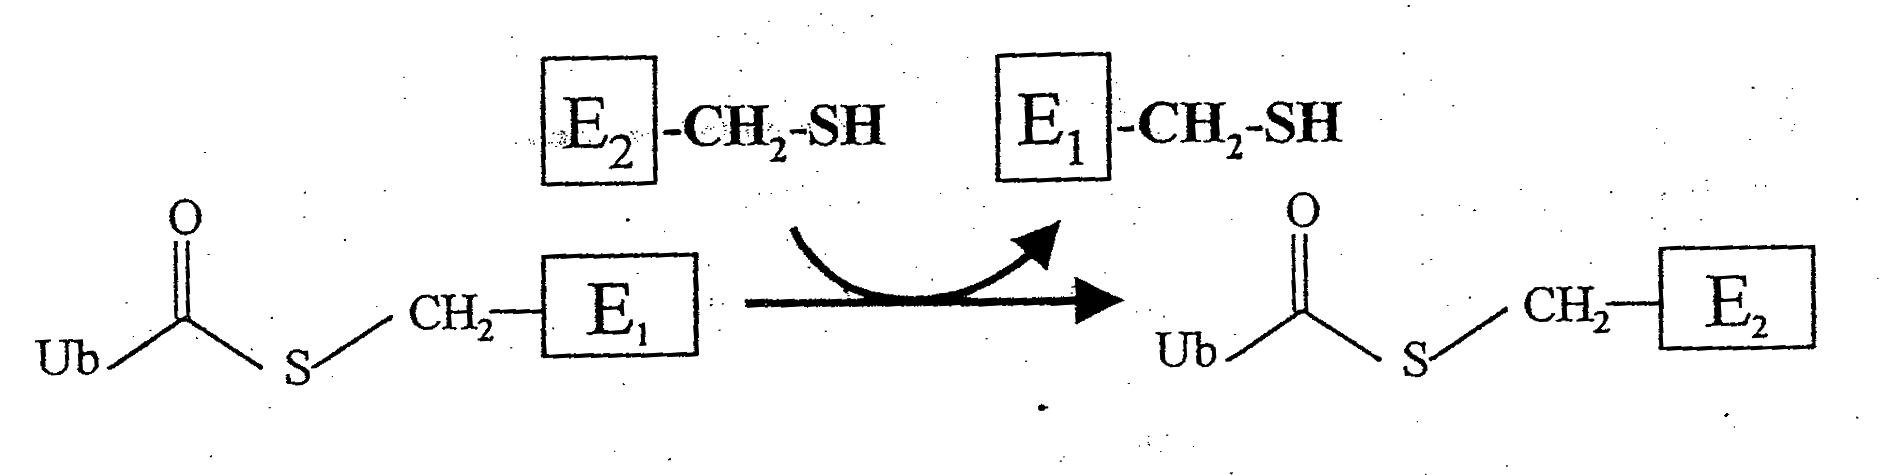 E₂ -CH₂-SH E₁ -CH₂-SH
O O
Ub S CH₂ E₁ Ub S CH₂ E₂